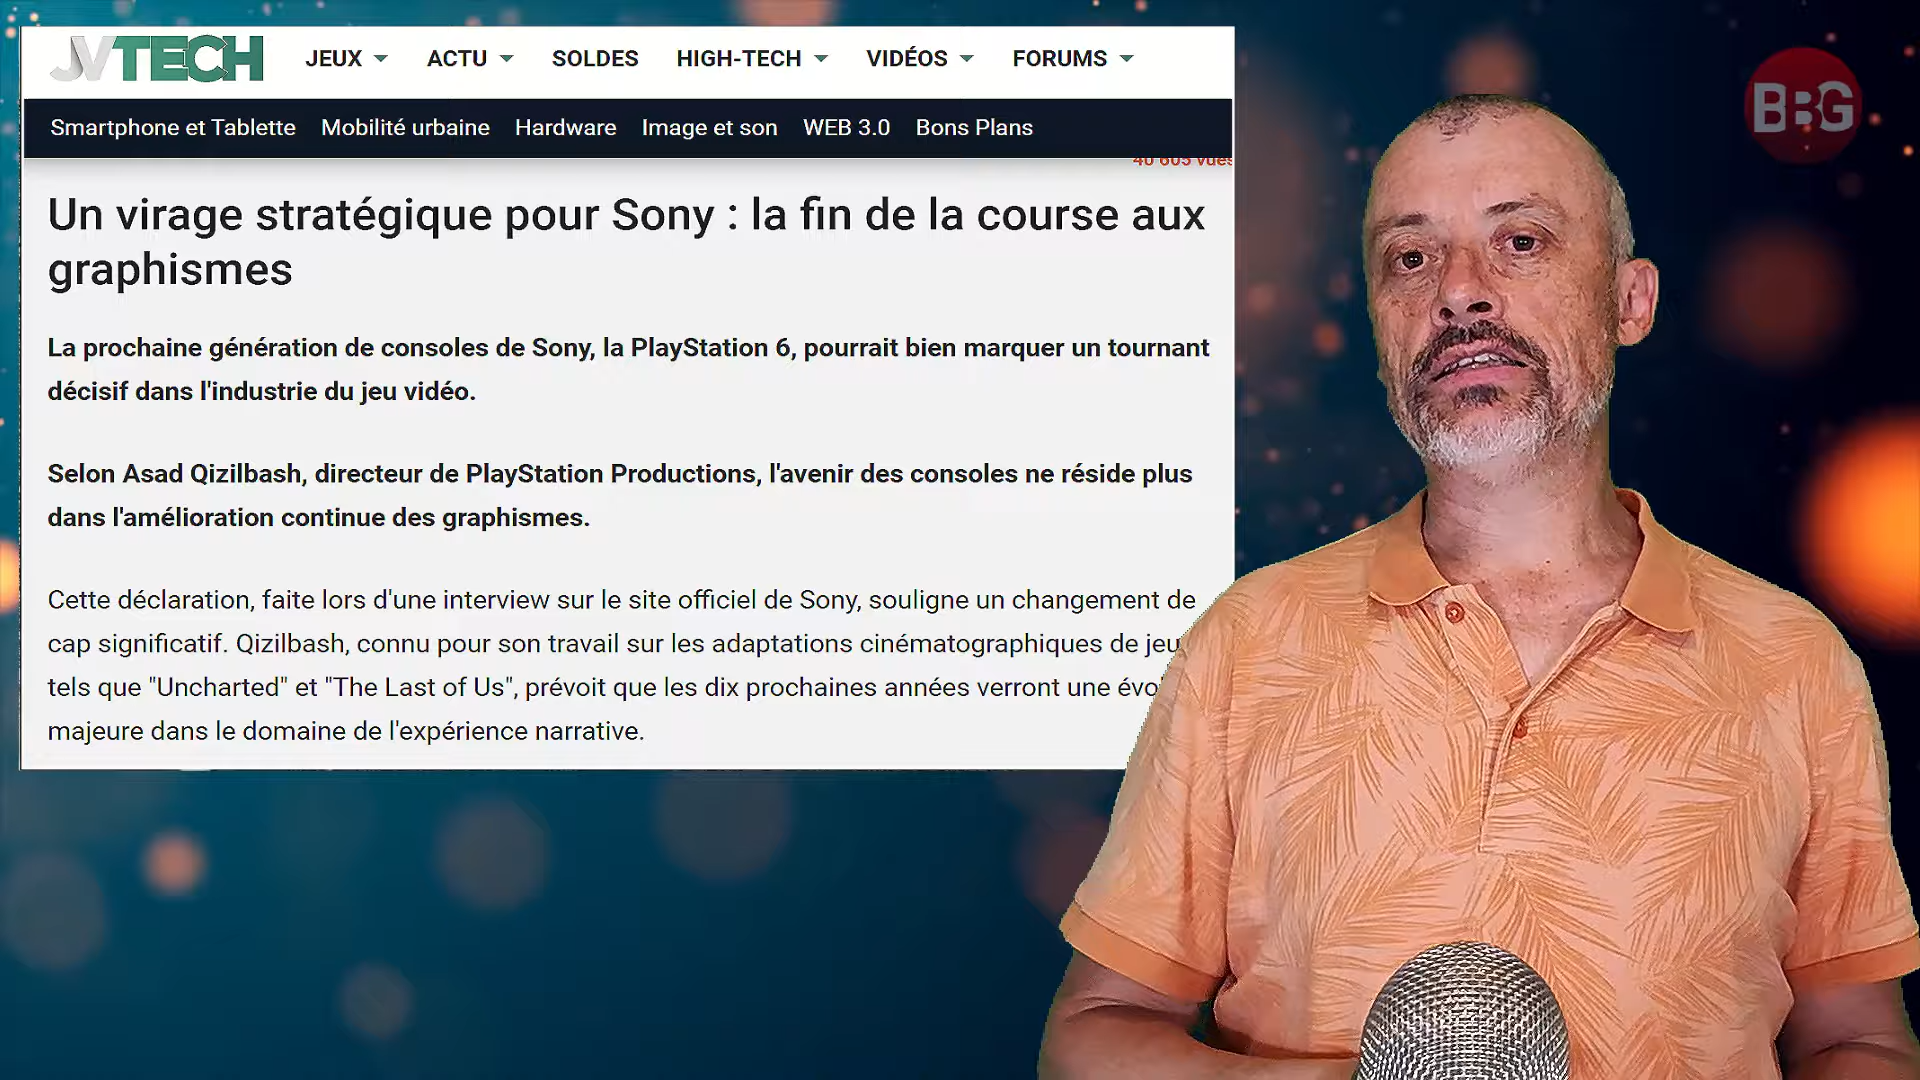 JVTECH
JEUX ACTU SOLDES HIGH-TECH VIDÉOS FORUMS
Smartphone et Tablette Mobilité urbaine Hardware Image et son WEB 3.0 Bons Plans
40 605 vues
Un virage stratégique pour Sony : la fin de la course aux
graphismes
La prochaine génération de consoles de Sony, la PlayStation 6, pourrait bien marquer un tournant
décisif dans l'industrie du jeu vidéo.
Selon Asad Qizilbash, directeur de PlayStation Productions, l'avenir des consoles ne réside plus
dans l'amélioration continue des graphismes.
Cette déclaration, faite lors d'une interview sur le site officiel de Sony, souligne un changement de
cap significatif. Qizilbash, connu pour son travail sur les adaptations cinématographiques de jeu
tels que "Uncharted" et "The Last of Us", prévoit que les dix prochaines années verront une évo
majeure dans le domaine de l'expérience narrative.
BBG